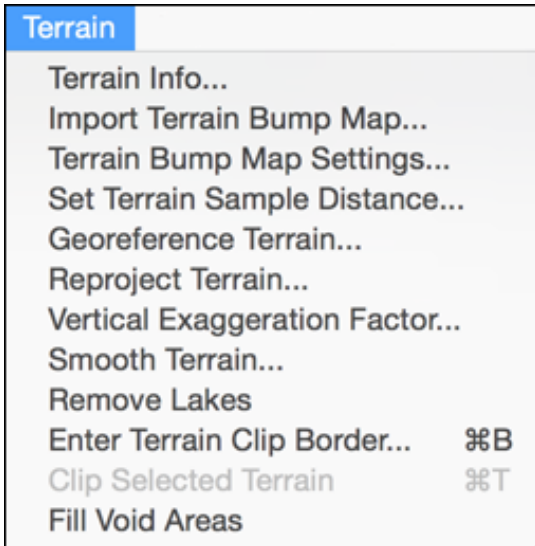 Terrain
Terrain Info...
Import Terrain Bump Map...
Terrain Bump Map Settings...
Set Terrain Sample Distance...
Georeference Terrain...
Reproject Terrain...
Vertical Exaggeration Factor...
Smooth Terrain...
Remove Lakes
Enter Terrain Clip Border... ⌘B
Clip Selected Terrain ⌘T
Fill Void Areas